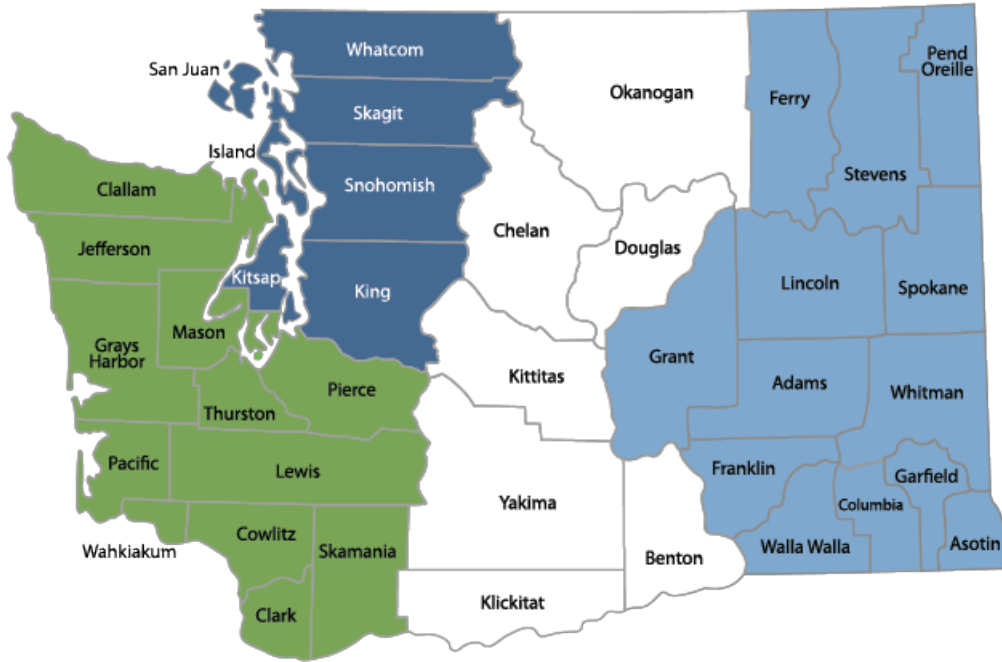 Whatcom
San Juan
Skagit
Island
Snohomish
Kitsap
King
Okanogan
Chelan
Douglas
Ferry
Pend
Oreille
Stevens
Lincoln
Spokane
Clallam
Jefferson
Grays
Harbor
Mason
Thurston
Pierce
Kittitas
Grant
Adams
Whitman
Pacific
Lewis
Yakima
Franklin
Garfield
Columbia
Wahkiakum
Cowlitz
Skamania
Benton
Walla Walla
Asotin
Clark
Klickitat